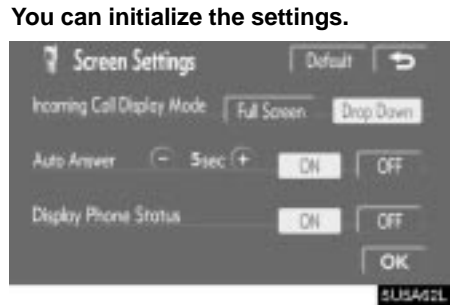 You can initialize the settings.
Screen Settings Default
Incoming Call Display Mode Full Screen Drop Down
Auto Answer − 5sec + ON OFF
Display Phone Status ON OFF
OK
5U5A62L